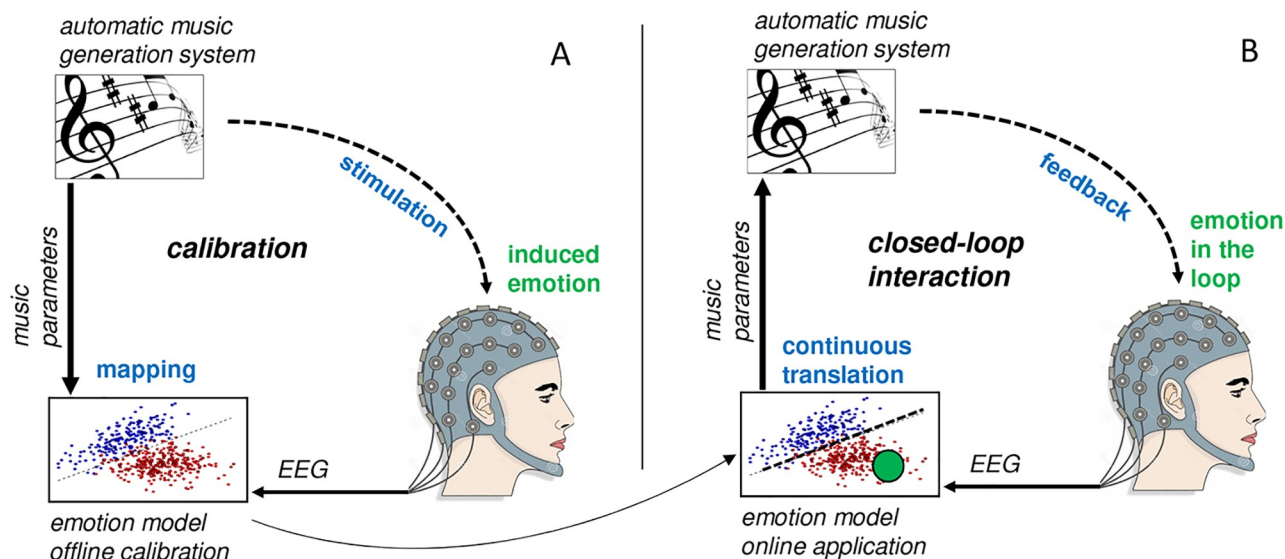 automatic music
generation system
A
stimulation
calibration
induced
emotion
music
parameters
mapping
EEG
emotion model
offline calibration
automatic music
generation system
B
feedback
emotion
in the
loop
closed-loop
interaction
music
parameters
continuous
translation
EEG
emotion model
online application